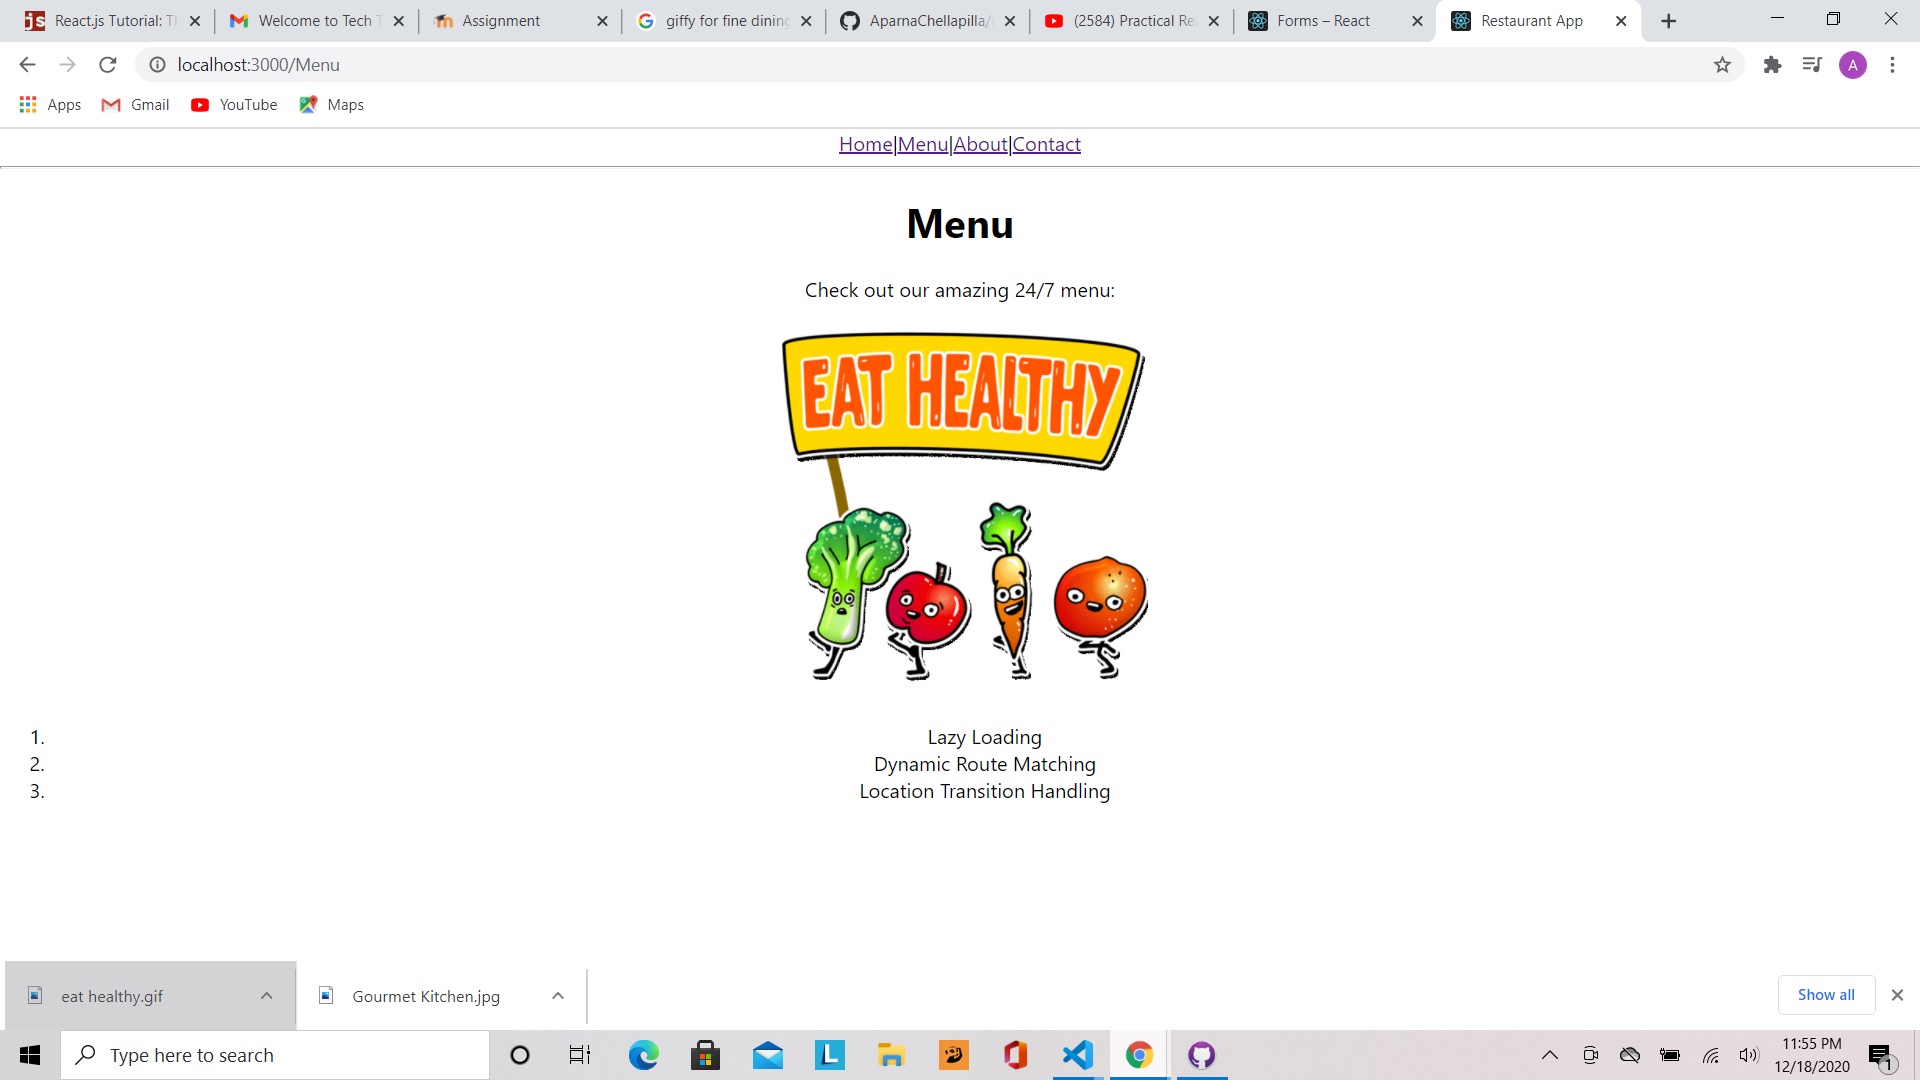 React.js Tutorial: Th
Welcome to Tech T
Assignment
giffy for fine dining
AparnaChellapilla/
(2584) Practical Re
Forms – React
Restaurant App
localhost:3000/Menu
A
Apps
Gmail
YouTube
Maps
Home|Menu|About|Contact
Menu
Check out our amazing 24/7 menu:
EAT HEALTHY
1. Lazy Loading
2. Dynamic Route Matching
3. Location Transition Handling
eat healthy.gif
Gourmet Kitchen.jpg
Show all
Type here to search
11:55 PM
12/18/2020
1